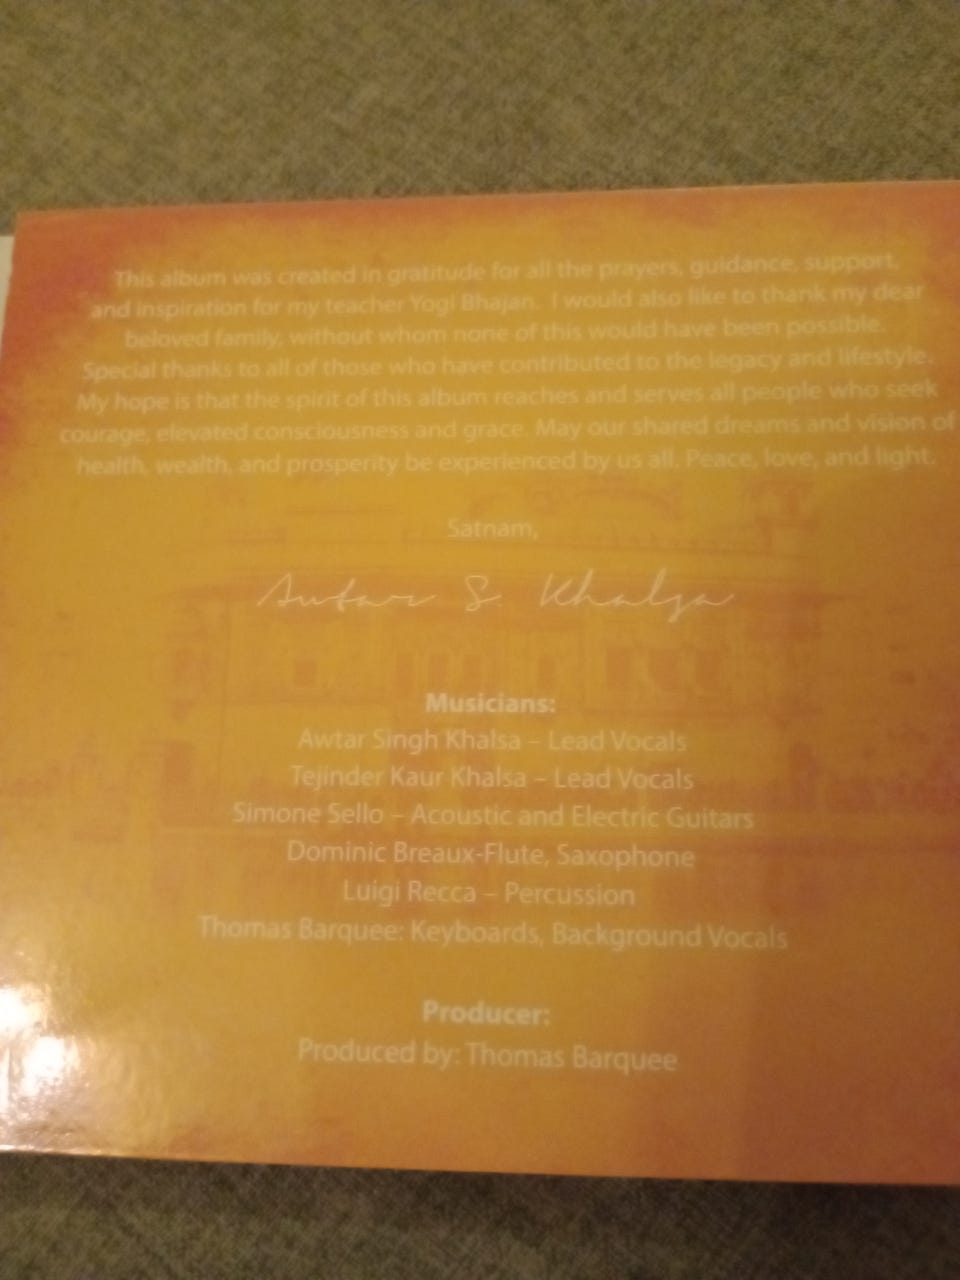 This album was created in gratitude for all the prayers, guidance, support,
and inspiration for my teacher Yogi Bhajan. I would also like to thank my dear
beloved family, without whom none of this would have been possible.
Special thanks to all of those who have contributed to the legacy and lifestyle.
My hope is that the spirit of this album reaches and serves all people who seek
courage, elevated consciousness and grace. May our shared dreams and vision of
health, wealth, and prosperity be experienced by us all. Peace, love, and light.
Satnam,
Awtar S. Khalsa
Musicians:
Awtar Singh Khalsa – Lead Vocals
Tejinder Kaur Khalsa – Lead Vocals
Simone Sello – Acoustic and Electric Guitars
Dominic Breaux-Flute, Saxophone
Luigi Recca – Percussion
Thomas Barquee: Keyboards, Background Vocals
Producer:
Produced by: Thomas Barquee